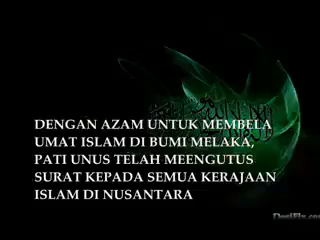 DENGAN AZAM UNTUK MEMBELA
UMAT ISLAM DI BUMI MELAKA,
PATI UNUS TELAH MEENGUTUS
SURAT KEPADA SEMUA KERAJAAN
ISLAM DI NUSANTARA